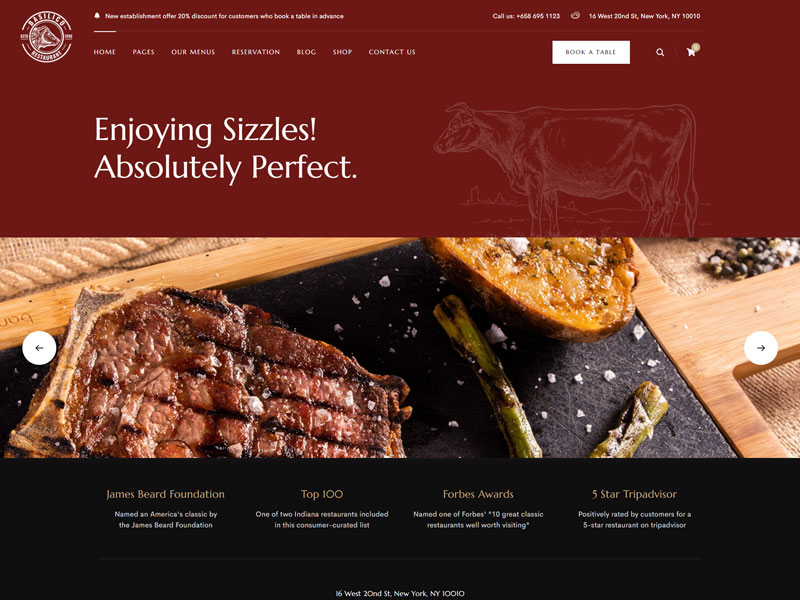 New establishment offer 20% discount for customers who book a table in advance
Call us: +658 695 1123
16 West 20nd St, New York, NY 10010
BASILICO
ESTD
RESTAURANT
HOME
PAGES
OUR MENUS
RESERVATION
BLOG
SHOP
CONTACT US
BOOK A TABLE
0
Enjoying Sizzles!
Absolutely Perfect.
James Beard Foundation
Named an America's classic by
the James Beard Foundation
Top 100
One of two Indiana restaurants included
in this consumer-curated list
Forbes Awards
Named one of Forbes' "10 great classic
restaurants well worth visiting"
5 Star Tripadvisor
Positively rated by customers for a
5-star restaurant on tripadvisor
16 West 20nd St, New York, NY 10010